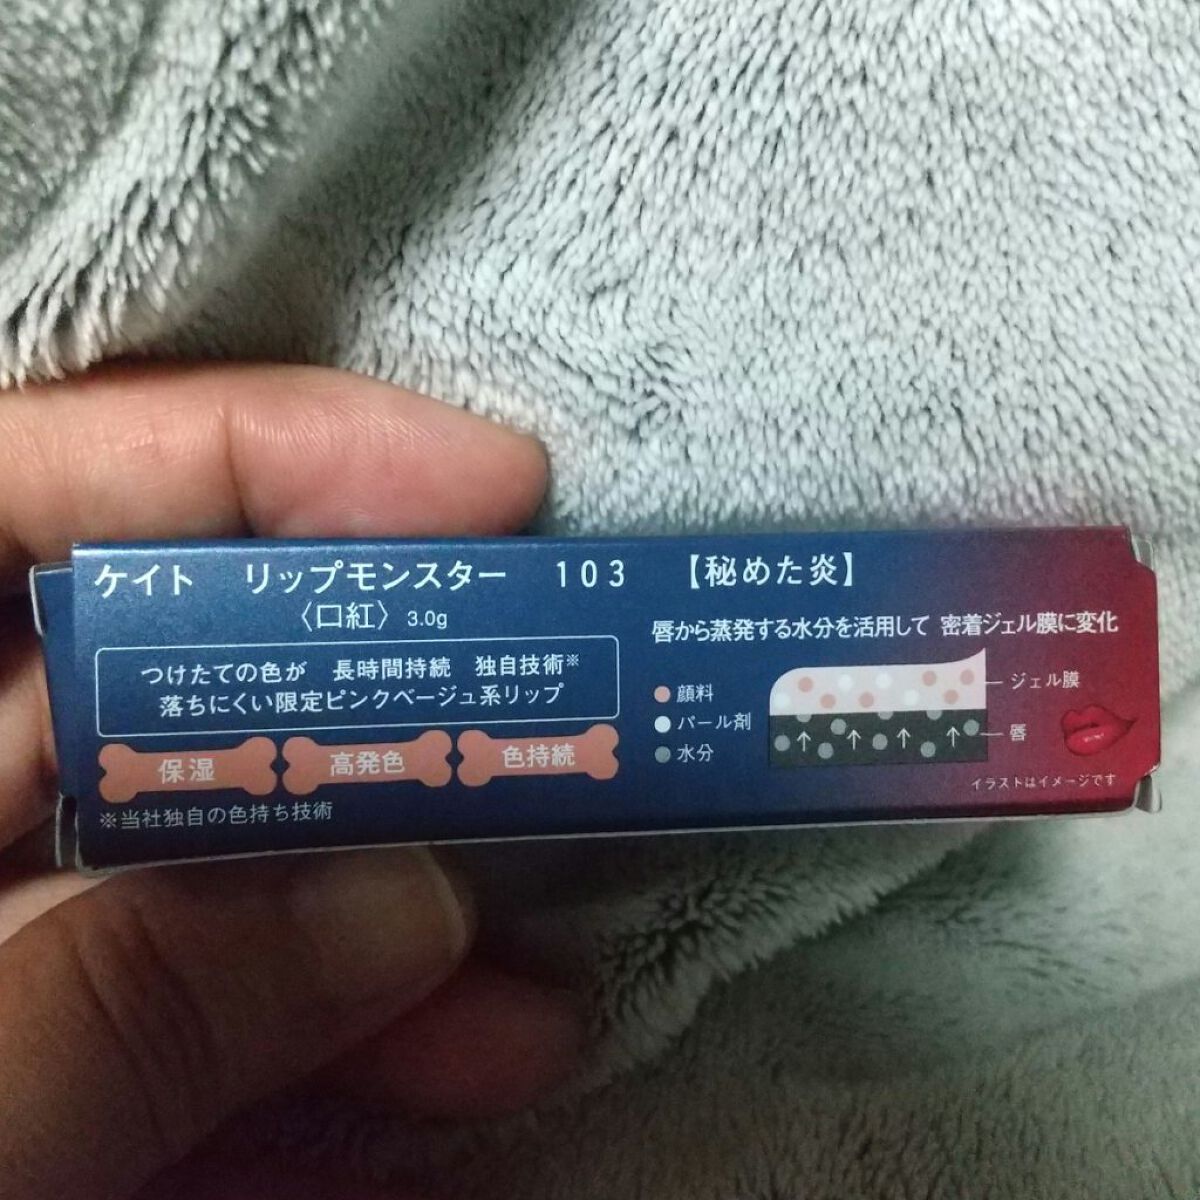 ケイト リップモンスター 103 【秘めた炎】
〈口紅〉 3.0g
つけたての色が 長時間持続 独自技術※
落ちにくい限定ピンクベージュ系リップ
保湿
高発色
色持続
※当社独自の色持ち技術
唇から蒸発する水分を活用して 密着ジェル膜に変化
顔料
パール剤
水分
ジェル膜
唇
イラストはイメージです